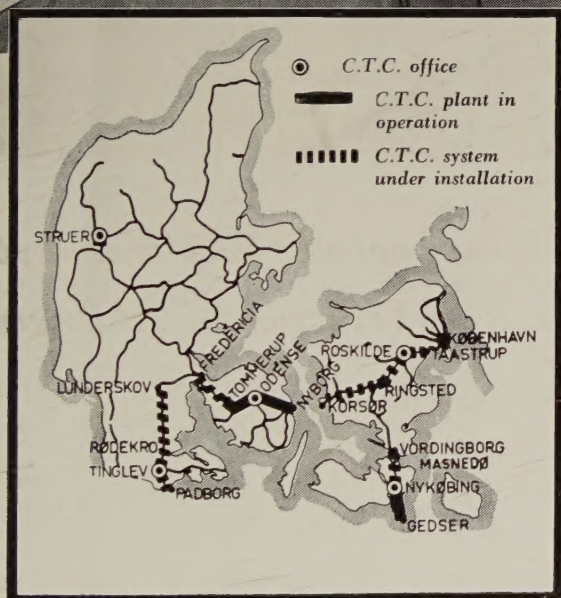 C.T.C. office
C.T.C. plant in
operation
C.T.C. system
under installation
STRUER
FREDERICIA
TOMMERUP
ODENSE
NYBORG
LUNDERSKOV
RØDEKRO
TINGLEV
PADBORG
ROSKILDE
KØBENHAVN
TAASTRUP
RINGSTED
KORSØR
VORDINGBORG
MASNEDØ
NYKØBING
GEDSER